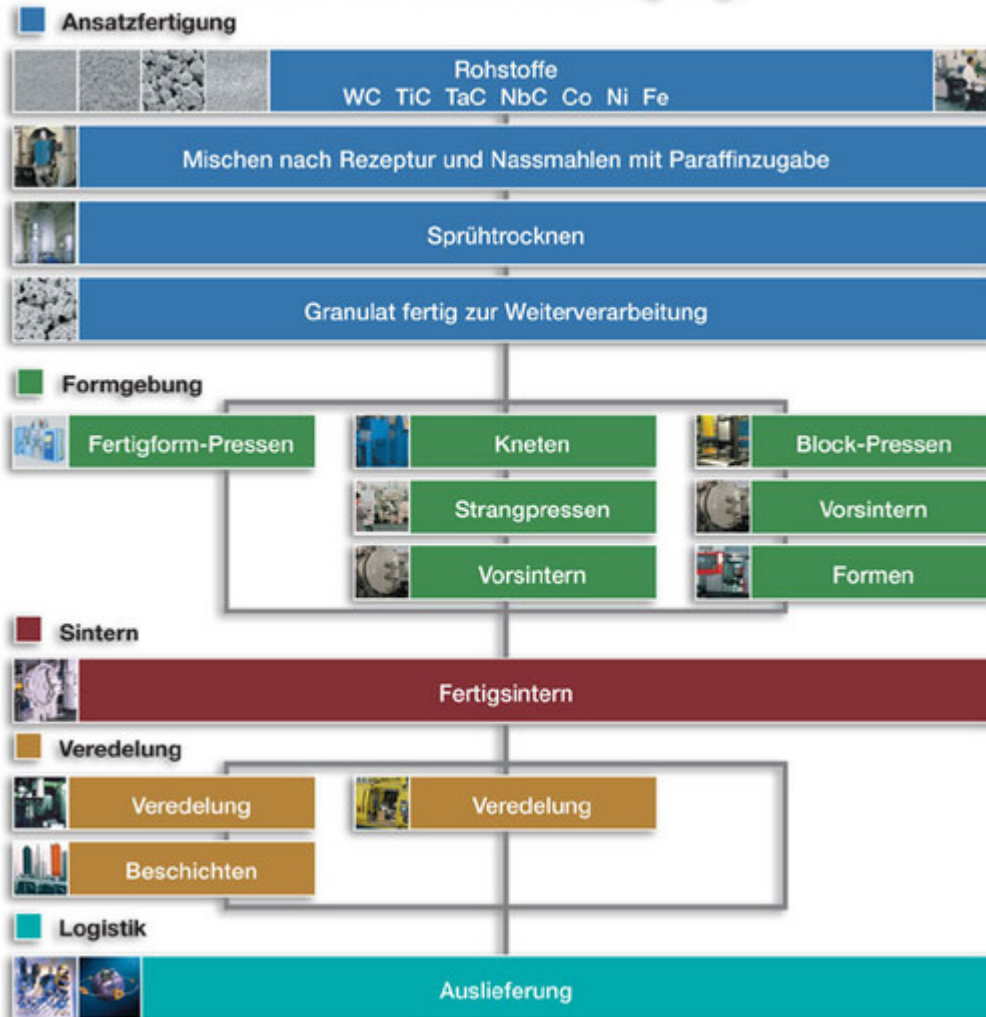 Ansatzfertigung
Rohstoffe
WC TiC TaC NbC Co Ni Fe
Mischen nach Rezeptur und Nassmahlen mit Paraffinzugabe
Sprühtrocknen
Granulat fertig zur Weiterverarbeitung
Formgebung
Fertigform-Pressen
Kneten
Block-Pressen
Strangpressen
Vorsintern
Vorsintern
Formen
Sintern
Fertigsintern
Veredelung
Veredelung
Veredelung
Beschichten
Logistik
Auslieferung